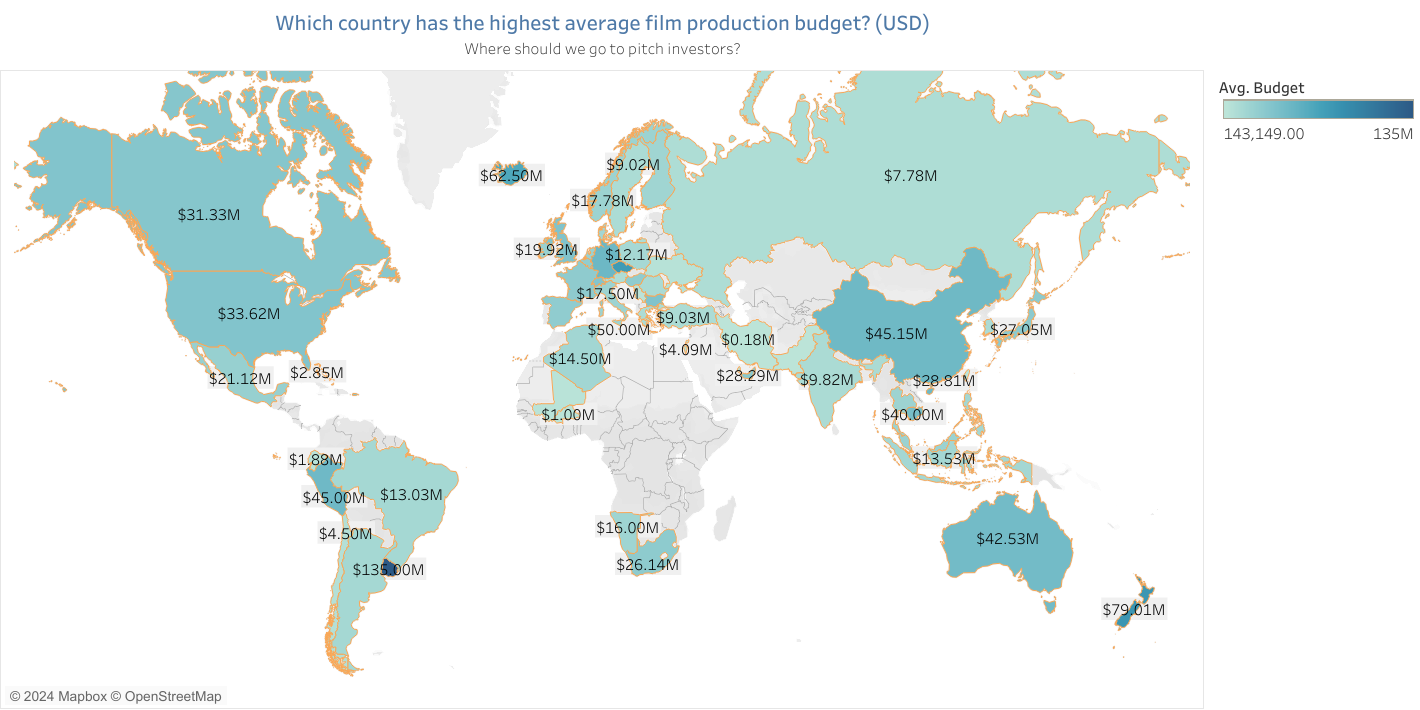 Which country has the highest average film production budget? (USD)
Where should we go to pitch investors?
Avg. Budget
143,149.00 135M
$62.50M
$9.02M
$7.78M
$17.78M
$31.33M
$19.92M
$12.17M
$17.50M
$33.62M
$9.03M
$50.00M
$27.05M
$45.15M
$0.18M
$4.09M
$14.50M
$2.85M
$21.12M
$28.29M
$9.82M
$28.81M
$1.00M
$40.00M
$1.88M
$13.53M
$45.00M
$13.03M
$16.00M
$4.50M
$42.53M
$26.14M
$135.00M
$79.01M
© 2024 Mapbox © OpenStreetMap